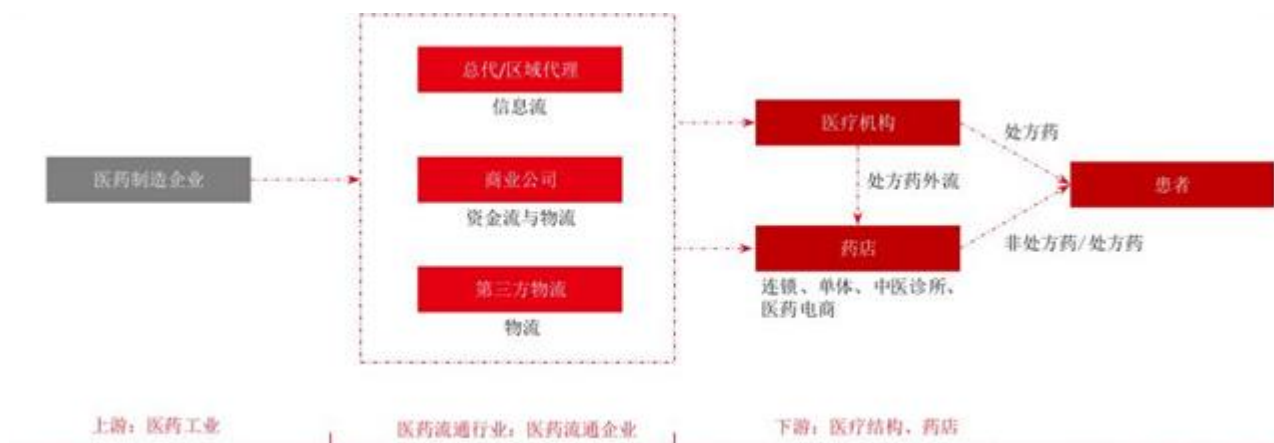 总代/区域代理
信息流
医疗机构
处方药
医药制造企业
商业公司
处方药外流
患者
资金流与物流
药店
非处方药/处方药
第三方物流
连锁、单体、中医诊所、
医药电商
物流
上游：医药工业
医药流通行业：医药流通企业
下游：医疗结构、药店